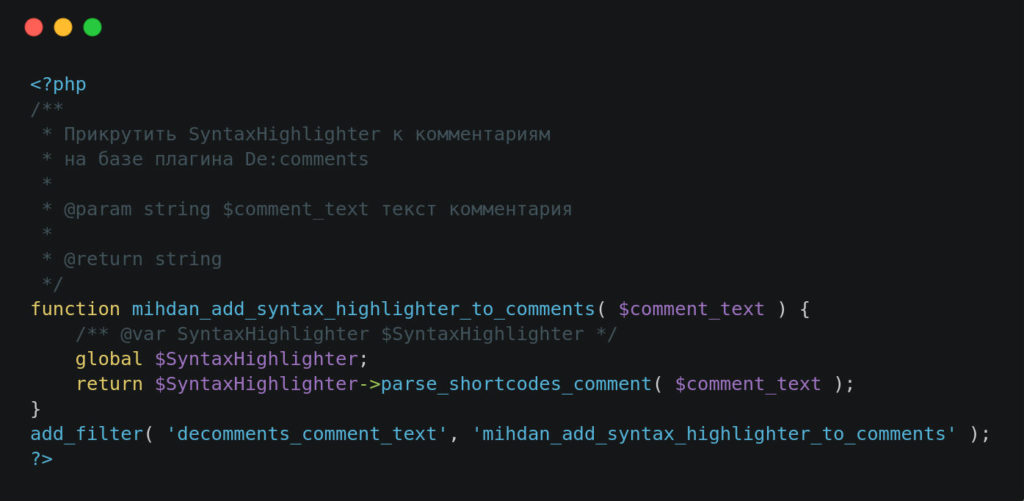 <?php
/**
 * Прикрутить SyntaxHighlighter к комментариям
 * на базе плагина De:comments
 *
 * @param string $comment_text текст комментария
 *
 * @return string
 */
function mihdan_add_syntax_highlighter_to_comments( $comment_text ) {
    /** @var SyntaxHighlighter $SyntaxHighlighter */
    global $SyntaxHighlighter;
    return $SyntaxHighlighter->parse_shortcodes_comment( $comment_text );
}
add_filter( 'decomments_comment_text', 'mihdan_add_syntax_highlighter_to_comments' );
?>